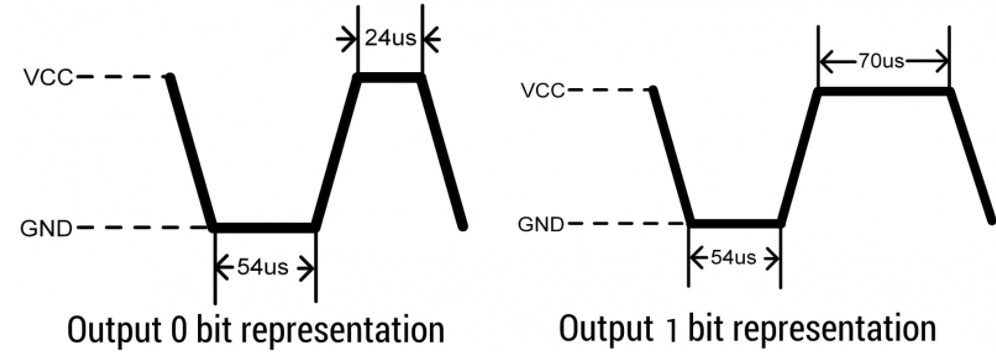 24us
VCC
GND
54us
Output 0 bit representation
70us
VCC
GND
54us
Output 1 bit representation